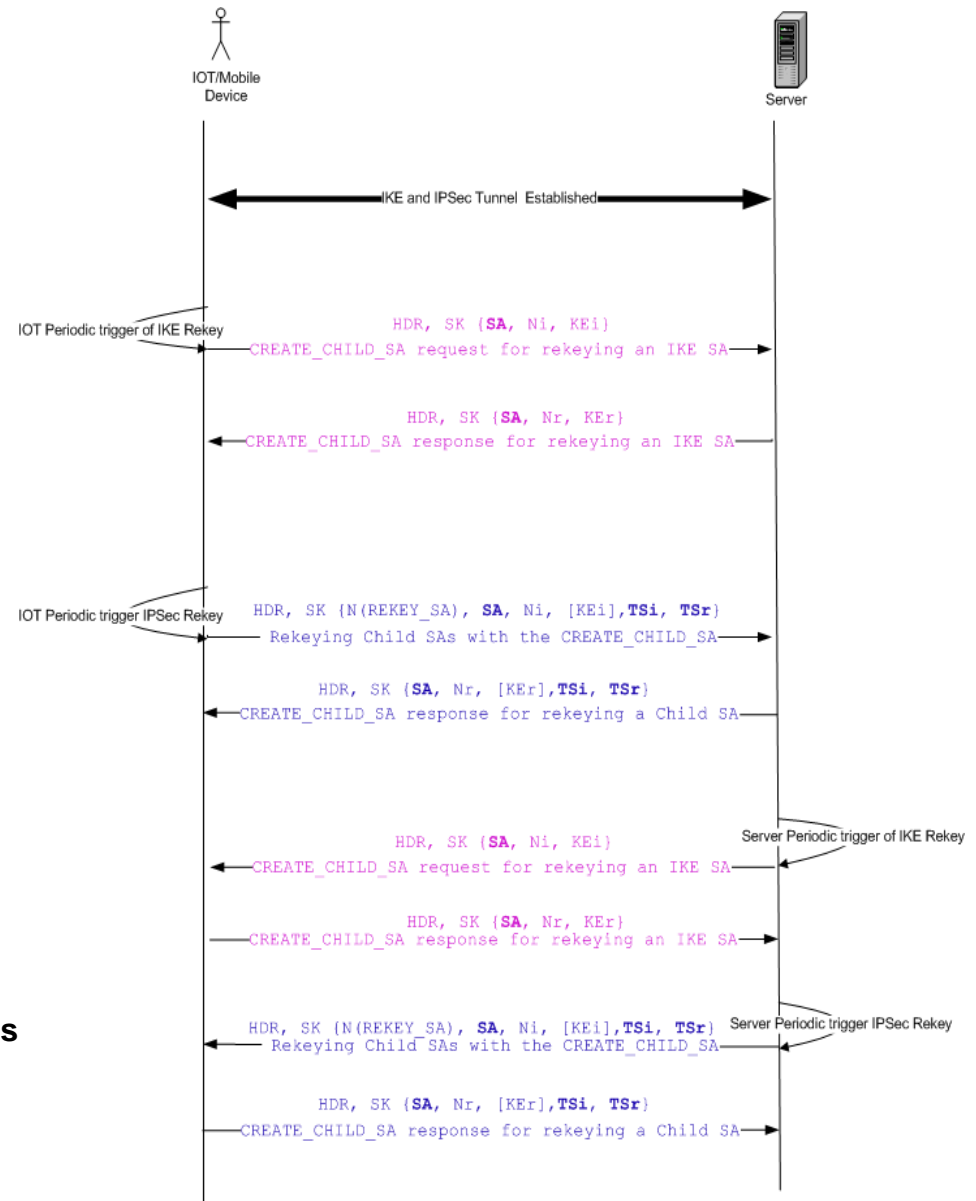 IOT/Mobile
Device
Server
IKE and IPSec Tunnel Established
IOT Periodic trigger of IKE Rekey
HDR, SK {SA, Ni, KEi}
CREATE_CHILD_SA request for rekeying an IKE SA
HDR, SK {SA, Nr, KEr}
CREATE_CHILD_SA response for rekeying an IKE SA
IOT Periodic trigger IPSec Rekey
HDR, SK {N(REKEY_SA), SA, Ni, [KEi],TSi, TSr}
Rekeying Child SAs with the CREATE_CHILD_SA
HDR, SK {SA, Nr, [KEr],TSi, TSr}
CREATE_CHILD_SA response for rekeying a Child SA
Server Periodic trigger of IKE Rekey
HDR, SK {SA, Ni, KEi}
CREATE_CHILD_SA request for rekeying an IKE SA
HDR, SK {SA, Nr, KEr}
CREATE_CHILD_SA response for rekeying an IKE SA
s
Server Periodic trigger IPSec Rekey
HDR, SK {N(REKEY_SA), SA, Ni, [KEi],TSi, TSr}
Rekeying Child SAs with the CREATE_CHILD_SA
HDR, SK {SA, Nr, [KEr],TSi, TSr}
CREATE_CHILD_SA response for rekeying a Child SA